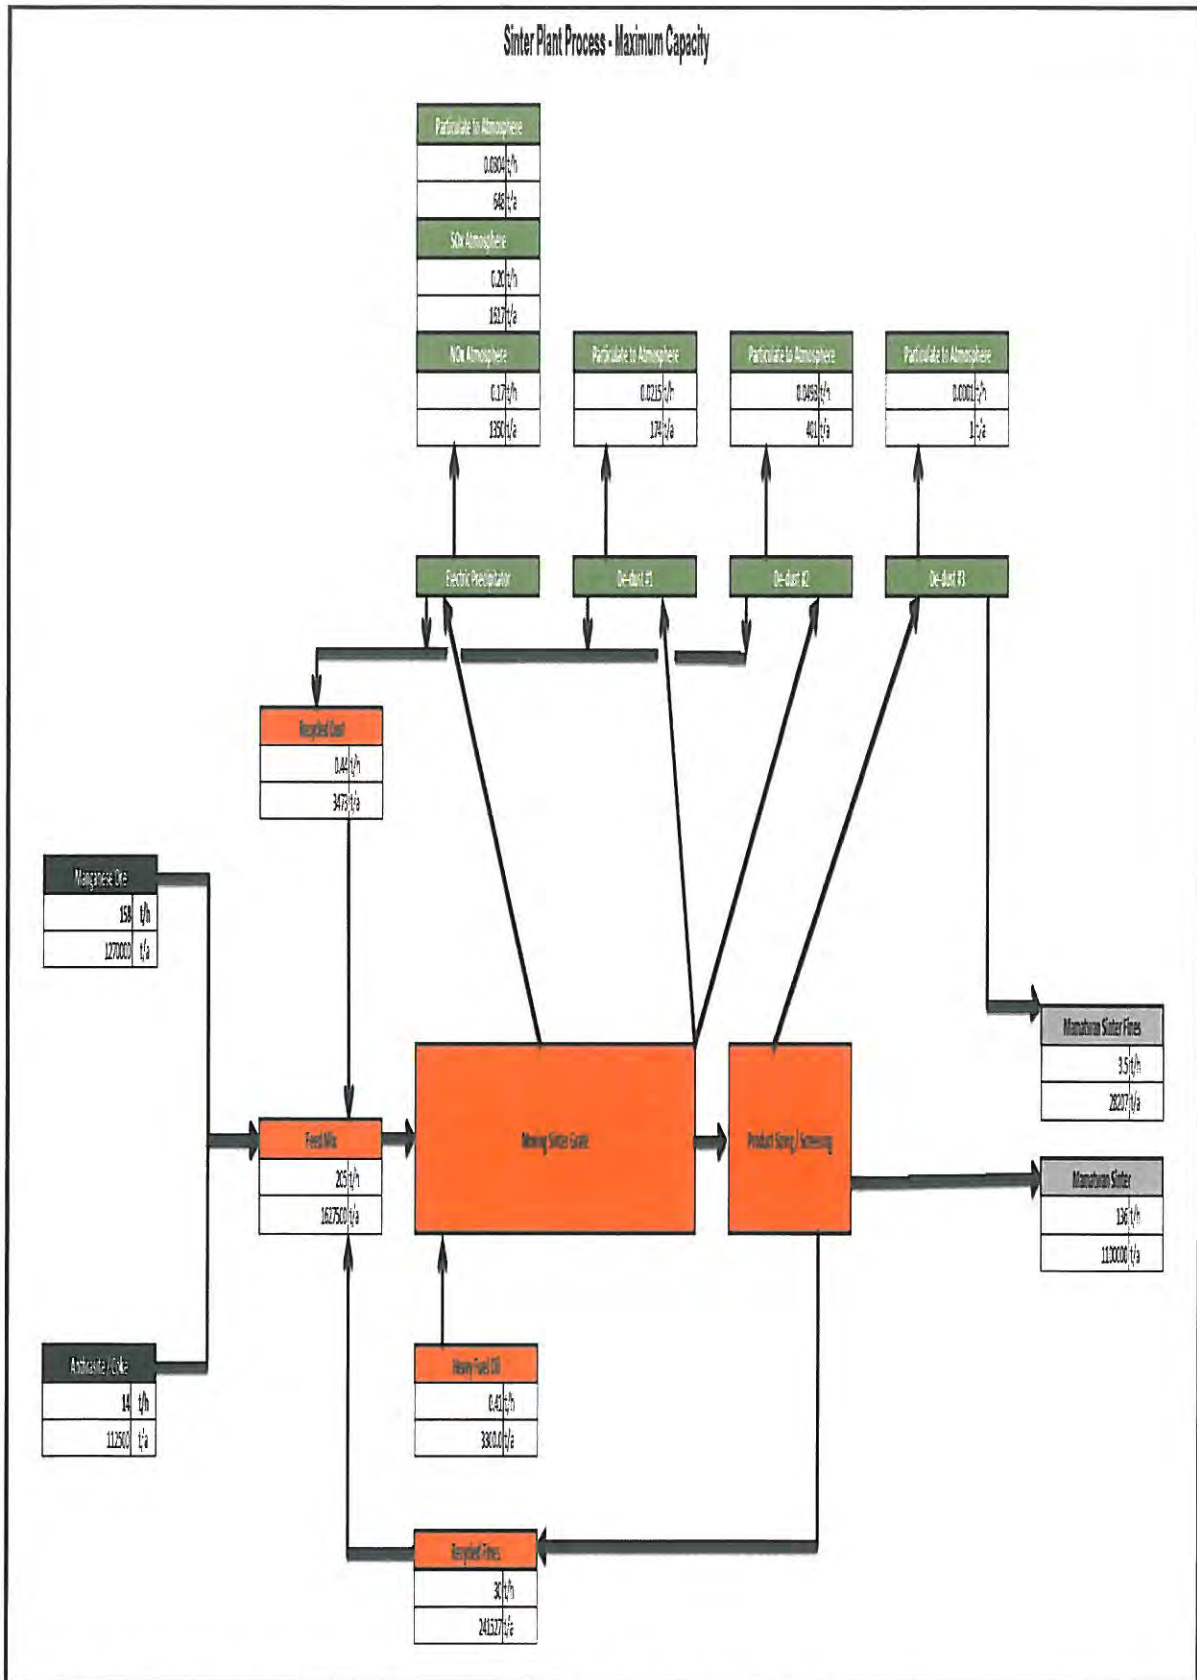 Sinter Plant Process - Maximum Capacity
Particulate to Atmosphere
0.0804 t/h
648 t/a
SOx Atmosphere
0.20 t/h
1617 t/a
NOx Atmosphere
0.17 t/h
1350 t/a
Particulate to Atmosphere
0.0215 t/h
174 t/a
Particulate to Atmosphere
0.0498 t/h
401 t/a
Particulate to Atmosphere
0.0001 t/h
1 t/a
Electric Precipitator
De-dust #1
De-dust #2
De-dust #3
Recycled Dust
0.44 t/h
3473 t/a
Manganese Ore
158 t/h
1270000 t/a
Mamatwan Sinter Fines
3.5 t/h
28207 t/a
Feed Mix
205 t/h
1627500 t/a
Moving Sinter Grate
Product Sizing / Screening
Mamatwan Sinter
136 t/h
1100000 t/a
Anthrasite / Coke
14 t/h
112500 t/a
Heavy Fuel Oil
0.41 t/h
3300.0 t/a
Recycled Fines
30 t/h
241527 t/a